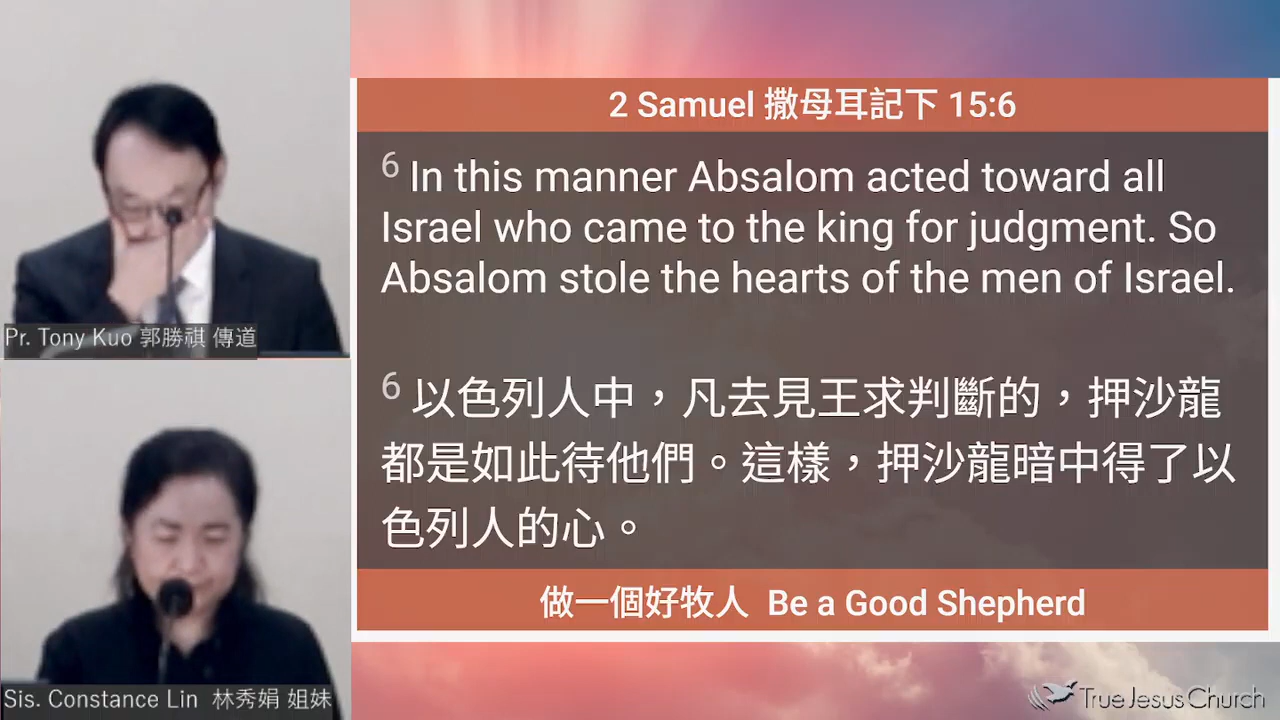 Pr. Tony Kuo 郭勝祺 傳道
Sis. Constance Lin 林秀娟 姐妹
2 Samuel 撒母耳記下 15:6
6 In this manner Absalom acted toward all
Israel who came to the king for judgment. So
Absalom stole the hearts of the men of Israel.
6 以色列人中，凡去見王求判斷的，押沙龍
都是如此待他們。這樣，押沙龍暗中得了以
色列人的心。
做一個好牧人 Be a Good Shepherd
True Jesus Church